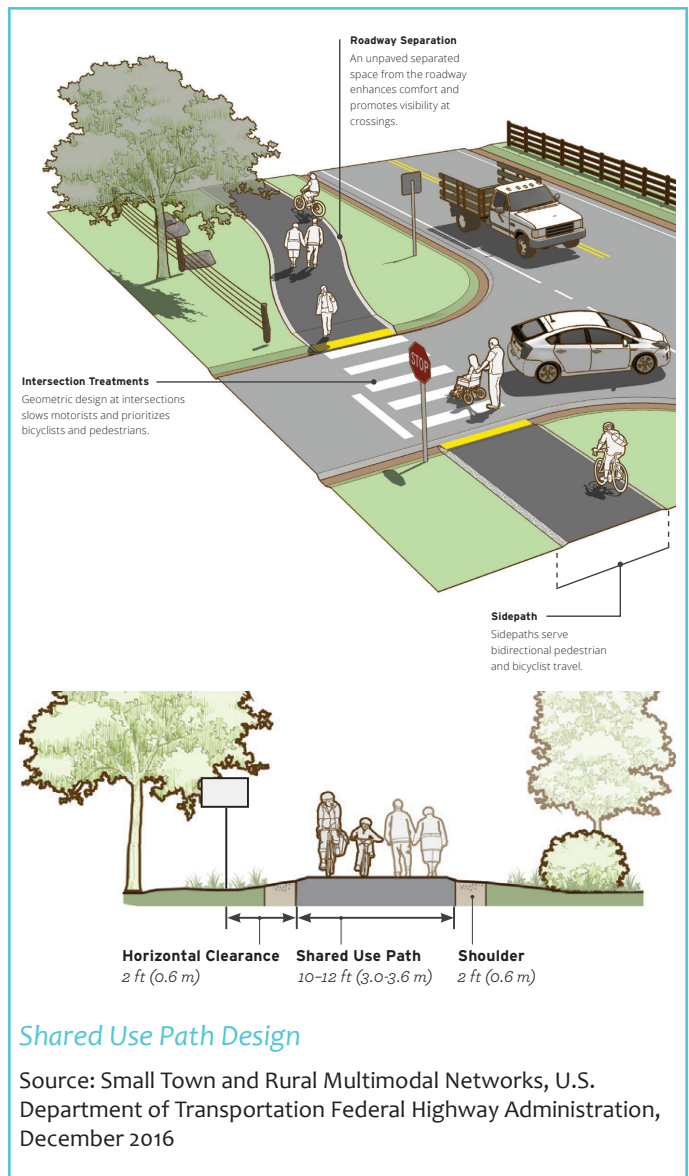 Roadway Separation
An unpaved separated
space from the roadway
enhances comfort and
promotes visibility at
crossings.
Intersection Treatments
Geometric design at intersections
slows motorists and prioritizes
bicyclists and pedestrians.
STOP
Sidepath
Sidepaths serve
bidirectional pedestrian
and bicyclist travel.
Horizontal Clearance
2 ft (0.6 m)
Shared Use Path
10–12 ft (3.0-3.6 m)
Shoulder
2 ft (0.6 m)
Shared Use Path Design
Source: Small Town and Rural Multimodal Networks, U.S.
Department of Transportation Federal Highway Administration,
December 2016